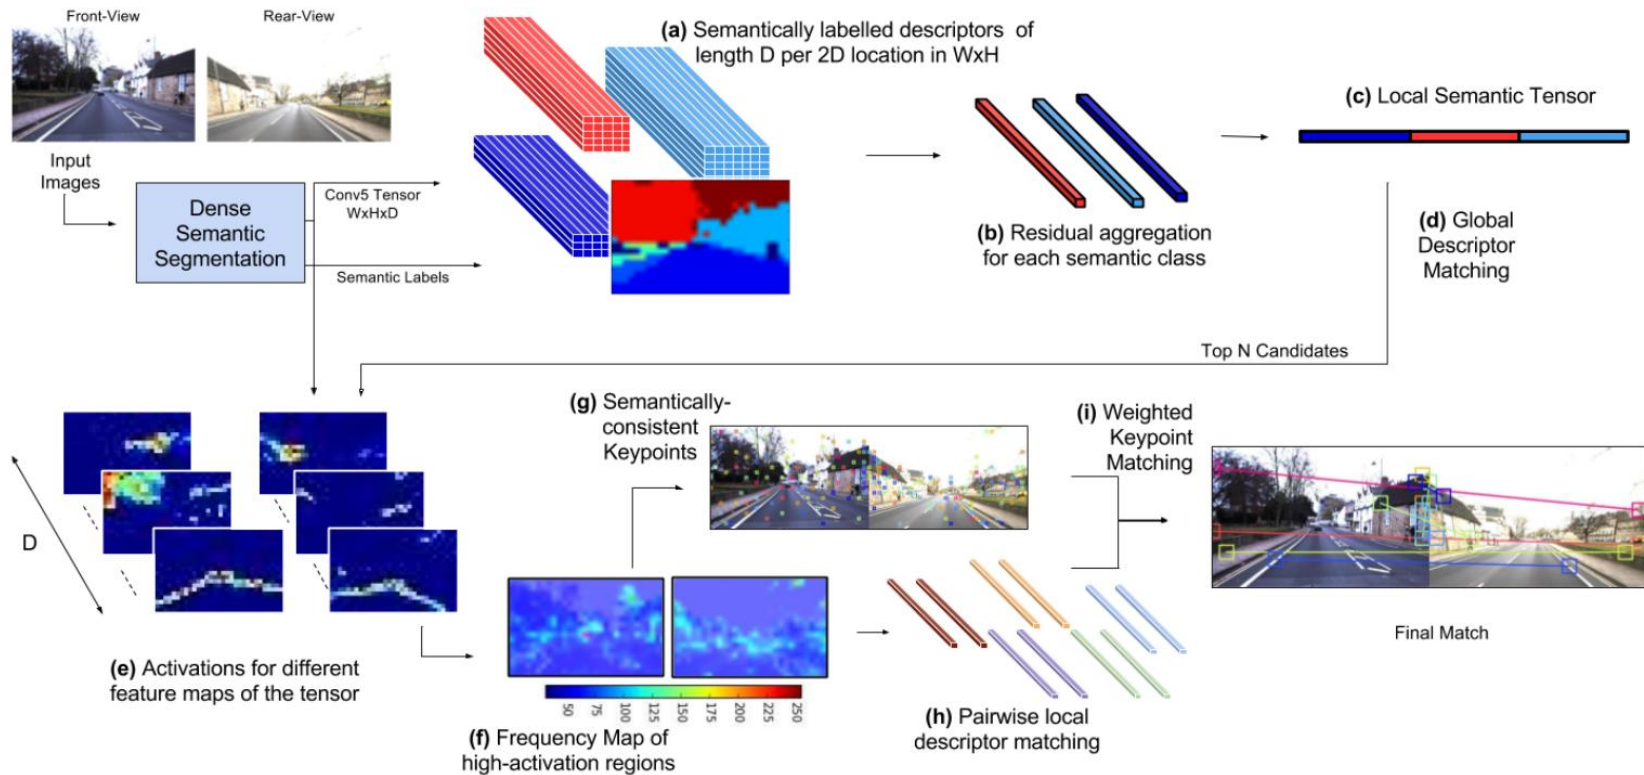 Front-View
Rear-View
(a) Semantically labelled descriptors of
length D per 2D location in WxH
Input
Images
Dense
Semantic
Segmentation
Conv5 Tensor
WxHxD
Semantic Labels
(b) Residual aggregation
for each semantic class
(c) Local Semantic Tensor
(d) Global
Descriptor
Matching
Top N Candidates
D
(e) Activations for different
feature maps of the tensor
(g) Semantically-
consistent
Keypoints
50 75 100 125 150 175 200 225 250
(f) Frequency Map of
high-activation regions
(h) Pairwise local
descriptor matching
(i) Weighted
Keypoint
Matching
Final Match